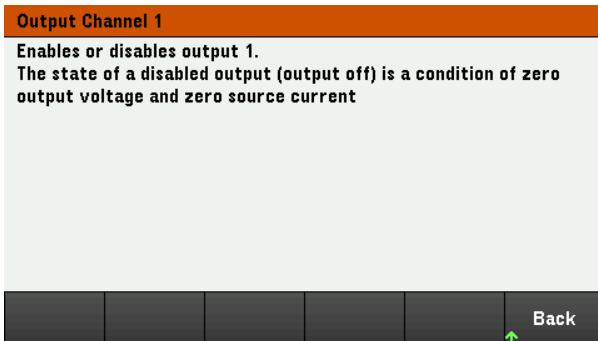 Output Channel 1
Enables or disables output 1.
The state of a disabled output (output off) is a condition of zero
output voltage and zero source current
Back